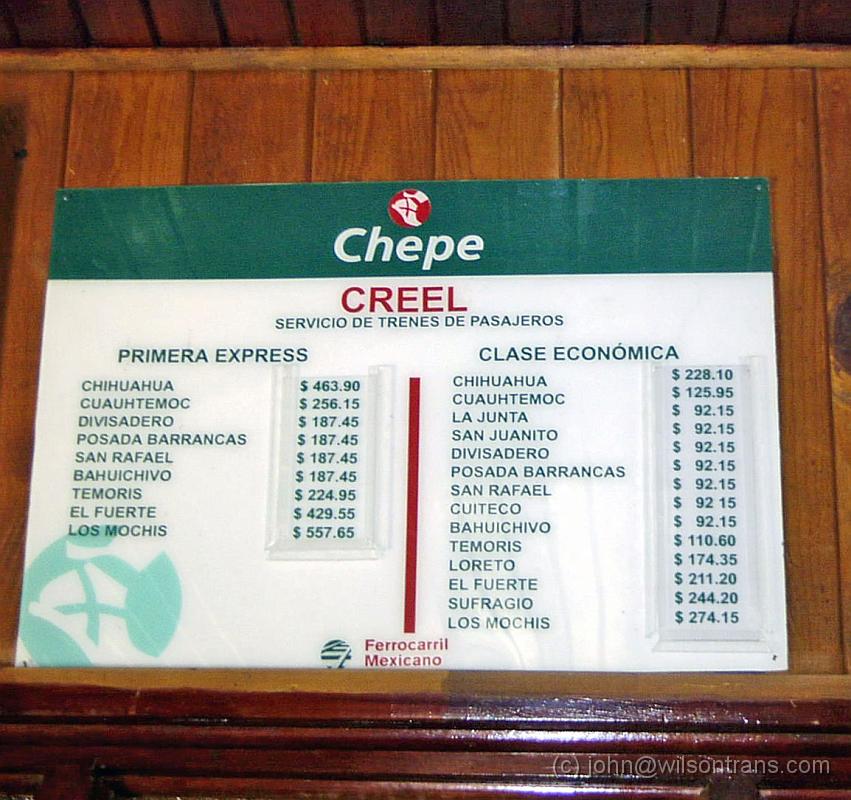 Chepe
CREEL
SERVICIO DE TRENES DE PASAJEROS
PRIMERA EXPRESS
CHIHUAHUA $ 463.90
CUAUHTEMOC $ 256.15
DIVISADERO $ 187.45
POSADA BARRANCAS $ 187.45
SAN RAFAEL $ 187.45
BAHUICHIVO $ 187.45
TEMORIS $ 224.95
EL FUERTE $ 429.55
LOS MOCHIS $ 557.65
CLASE ECONÓMICA
CHIHUAHUA $ 228.10
CUAUHTEMOC $ 125.95
LA JUNTA $ 92.15
SAN JUANITO $ 92.15
DIVISADERO $ 92.15
POSADA BARRANCAS $ 92.15
SAN RAFAEL $ 92.15
CUITECO $ 92 15
BAHUICHIVO $ 92.15
TEMORIS $ 110.60
LORETO $ 174.35
EL FUERTE $ 211.20
SUFRAGIO $ 244.20
LOS MOCHIS $ 274.15
Ferrocarril
Mexicano
© john@wilsontrans.com